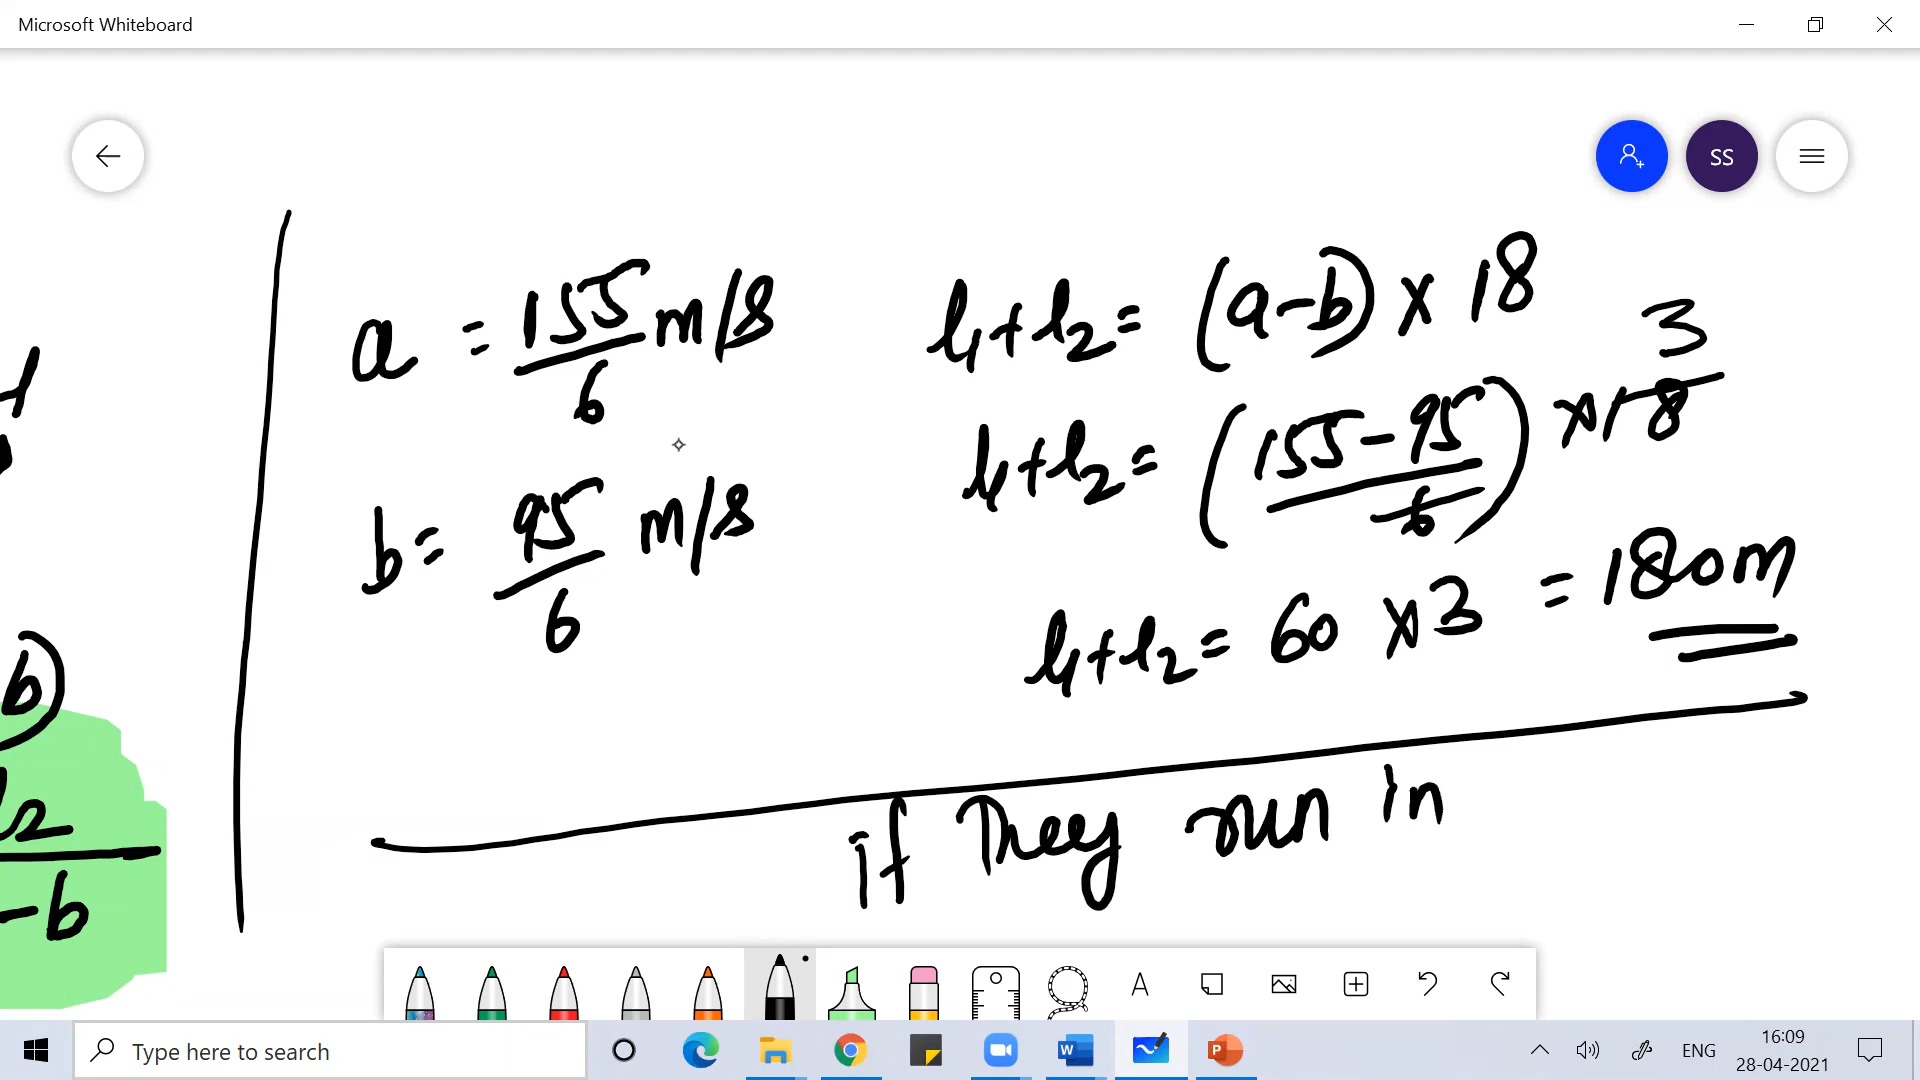 Microsoft Whiteboard
SS
a = 155/6 m/s
b = 95/6 m/s
l1+l2 = (a-b) x 18
3
l1+l2 = (155-95/6) x 18
l1+l2 = 60 x 3 = 180m
if They run in
b)
l2
-b
A
Type here to search
ENG
16:09
28-04-2021